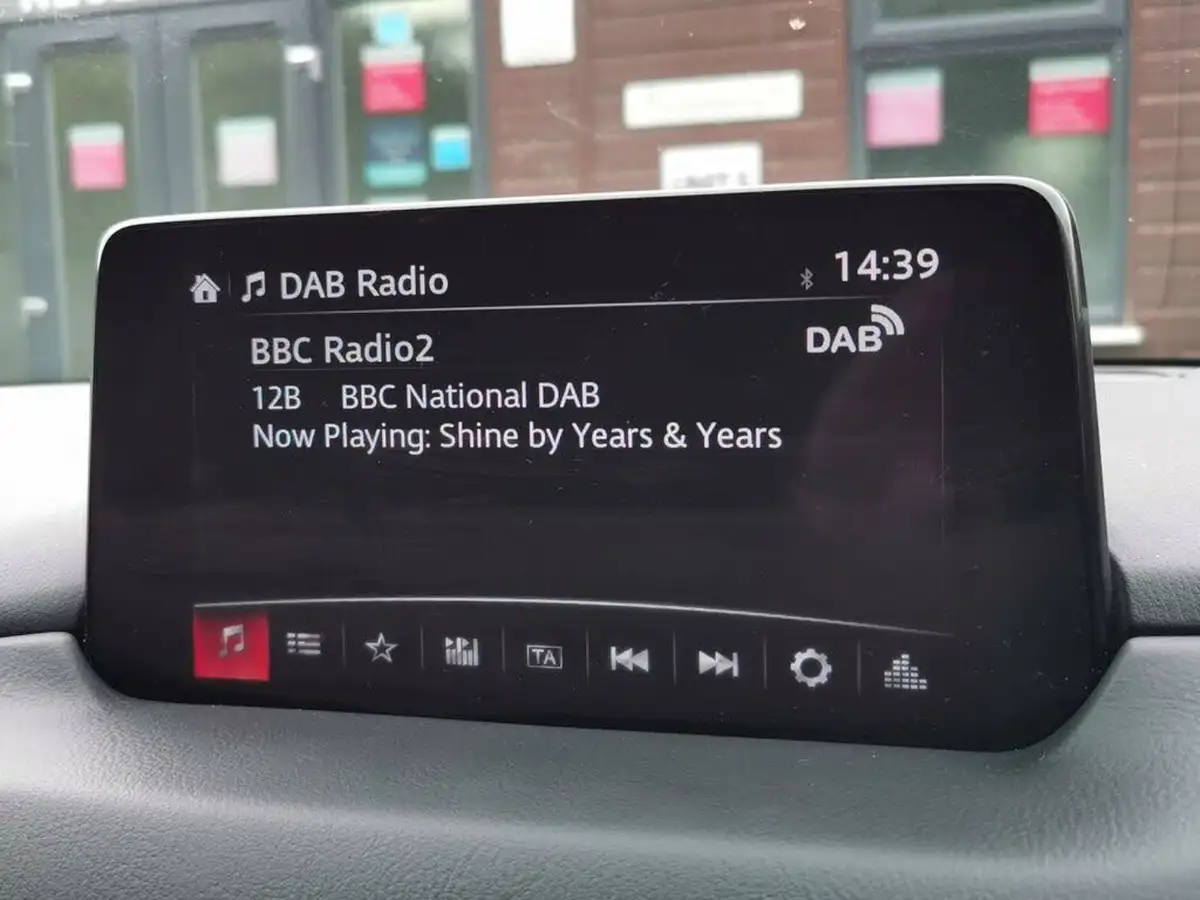 DAB Radio
14:39
BBC Radio2
DAB
12B BBC National DAB
Now Playing: Shine by Years & Years
TA